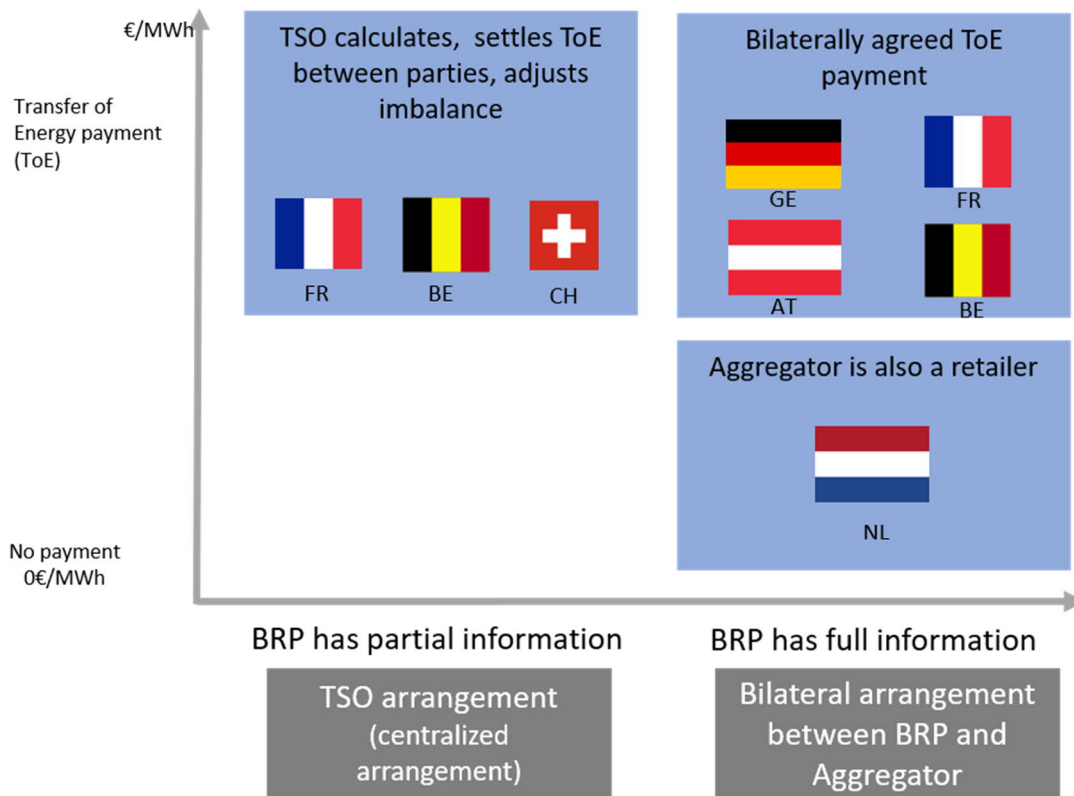 €/MWh
Transfer of
Energy payment
(ToE)
No payment
0€/MWh
TSO calculates, settles ToE
between parties, adjusts
imbalance
FR
BE
CH
Bilaterally agreed ToE
payment
GE
FR
AT
BE
Aggregator is also a retailer
NL
BRP has partial information
BRP has full information
TSO arrangement
(centralized
arrangement)
Bilateral arrangement
between BRP and
Aggregator